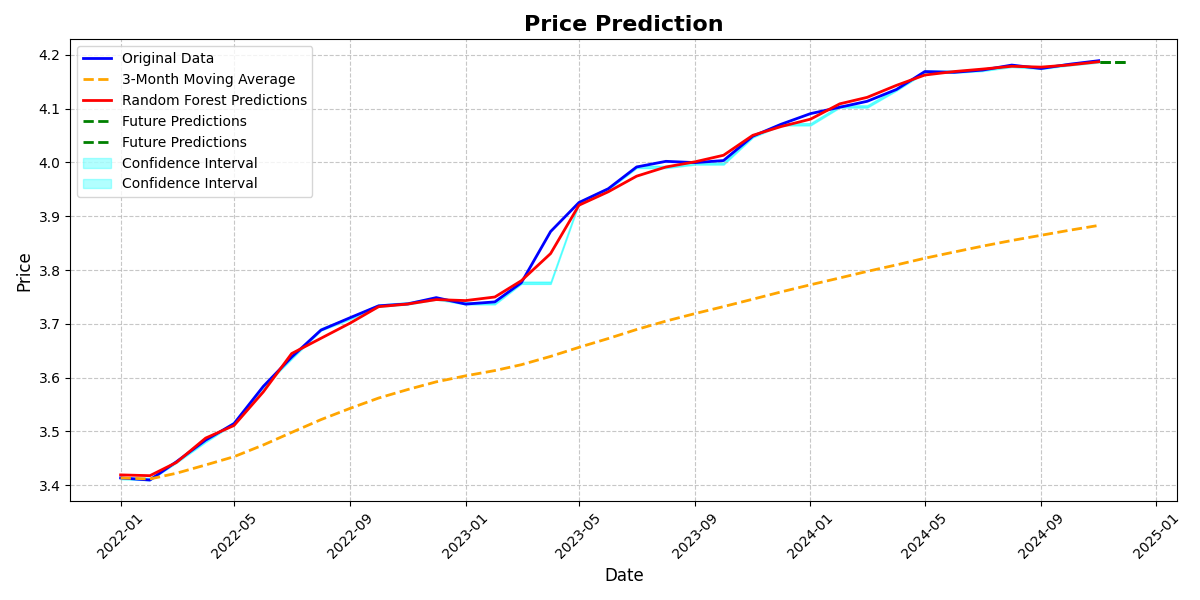 Price Prediction
Original Data
3-Month Moving Average
Random Forest Predictions
Future Predictions
Future Predictions
Confidence Interval
Confidence Interval
Price
4.2
4.1
4.0
3.9
3.8
3.7
3.6
3.5
3.4
2022-01
2022-05
2022-09
2023-01
2023-05
2023-09
2024-01
2024-05
2024-09
2025-01
Date